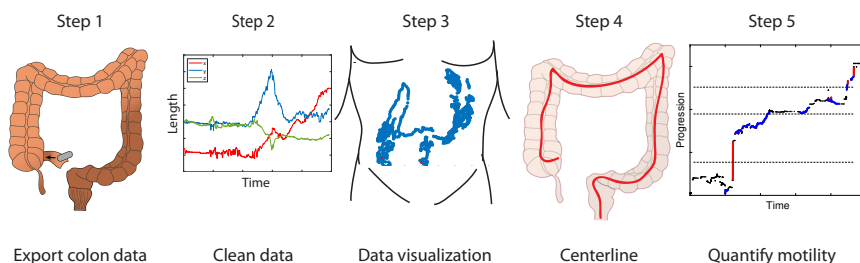 Step 1
Step 2
Step 3
Step 4
Step 5
x
y
z
Length
Time
Progression
Time
Export colon data
Clean data
Data visualization
Centerline
Quantify motility